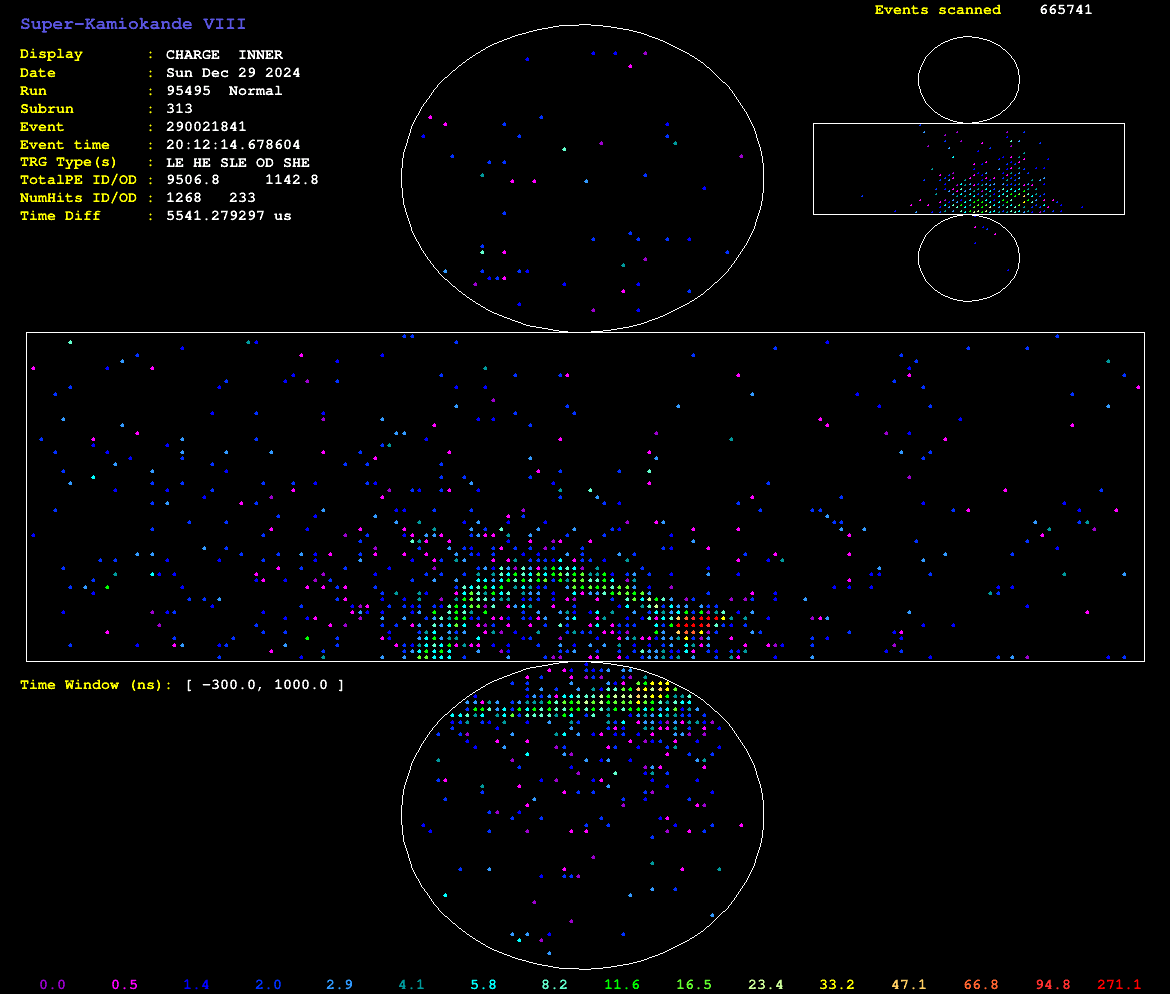 Super-Kamiokande VIII
Events scanned 665741
Display : CHARGE INNER
Date : Sun Dec 29 2024
Run : 95495 Normal
Subrun : 313
Event : 290021841
Event time : 20:12:14.678604
TRG Type(s) : LE HE SLE OD SHE
TotalPE ID/OD : 9506.8 1142.8
NumHits ID/OD : 1268 233
Time Diff : 5541.279297 us
Time Window (ns): [ −300.0, 1000.0 ]
0.0 0.5 1.4 2.0 2.9 4.1 5.8 8.2 11.6 16.5 23.4 33.2 47.1 66.8 94.8 271.1